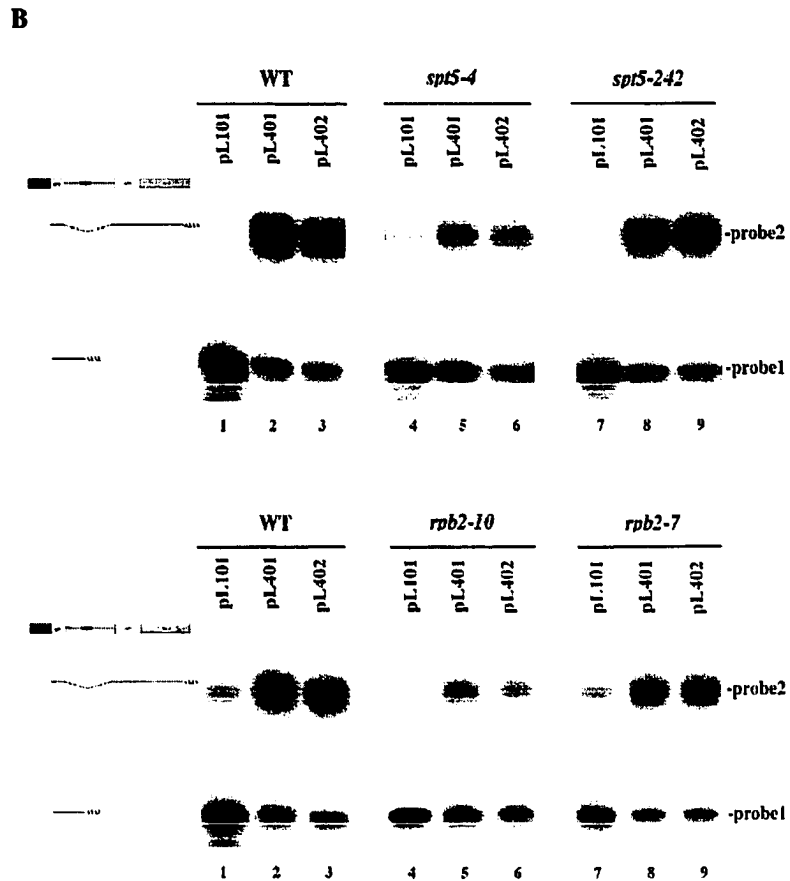 B
WT spt5-4 spt5-242
pL101 pL401 pL402 pL101 pL401 pL402 pL101 pL401 pL402
-probe2
-probe1
1 2 3 4 5 6 7 8 9
WT rpb2-10 rpb2-7
pL101 pL401 pL402 pL101 pL401 pL402 pL101 pL401 pL402
-probe2
-probe1
1 2 3 4 5 6 7 8 9